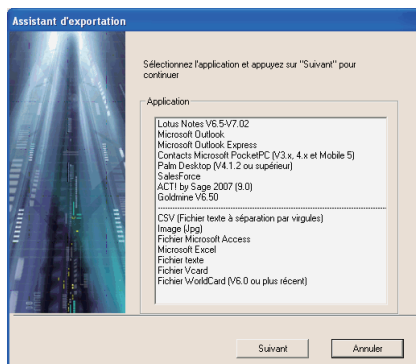 Assistant d'exportation
Sélectionnez l'application et appuyez sur "Suivant" pour
continuer
Application
Lotus Notes V6.5-V7.02
Microsoft Outlook
Microsoft Outlook Express
Contacts Microsoft PocketPC (V3.x, 4.x et Mobile 5)
Palm Desktop (V4.1.2 ou supérieur)
SalesForce
ACT! by Sage 2007 (9.0)
Goldmine V6.50
CSV (Fichier texte à séparation par virgules)
Image (Jpg)
Fichier Microsoft Access
Microsoft Excel
Fichier texte
Fichier Vcard
Fichier WorldCard (V6.0 ou plus récent)
Suivant
Annuler